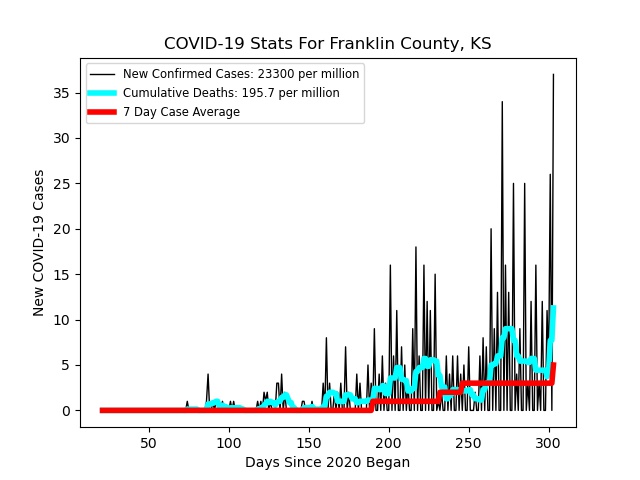 COVID-19 Stats For Franklin County, KS
New Confirmed Cases: 23300 per million
Cumulative Deaths: 195.7 per million
7 Day Case Average
New COVID-19 Cases
35
30
25
20
15
10
5
0
50 100 150 200 250 300
Days Since 2020 Began